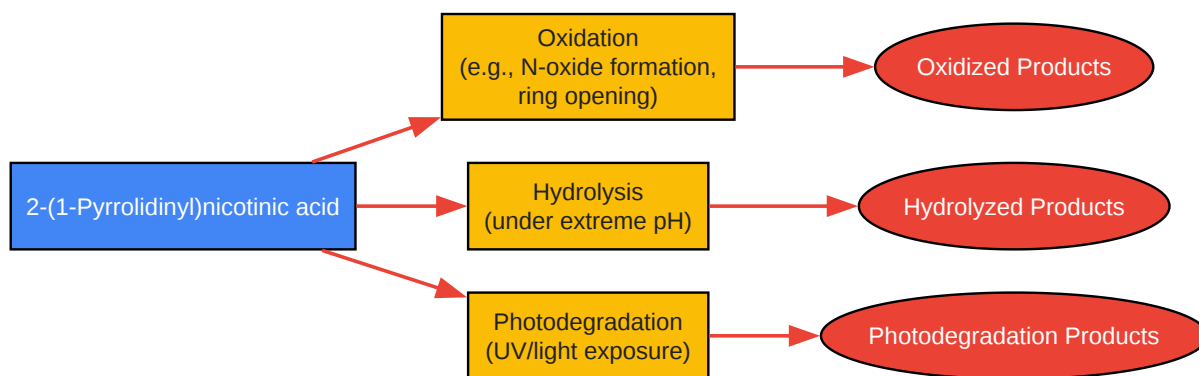 Oxidation
(e.g., N-oxide formation,
ring opening)
Oxidized Products
2-(1-Pyrrolidinyl)nicotinic acid
Hydrolysis
(under extreme pH)
Hydrolyzed Products
Photodegradation
(UV/light exposure)
Photodegradation Products